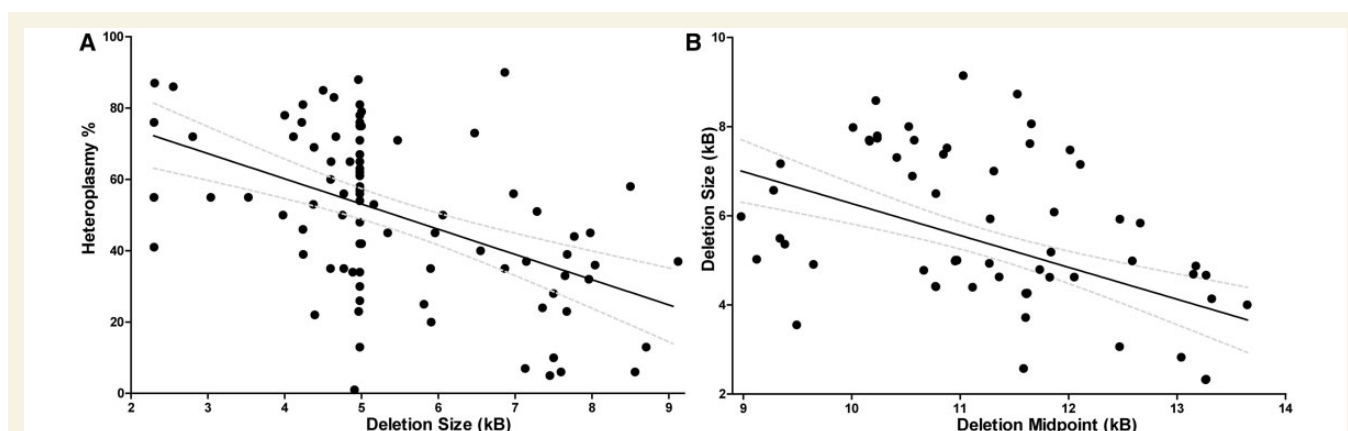 A
B
Heteroplasmy %
100
80
60
40
20
0
2 3 4 5 6 7 8 9
Deletion Size (kB)
Deletion Size (kB)
10
8
6
4
2
9 10 11 12 13 14
Deletion Midpoint (kB)